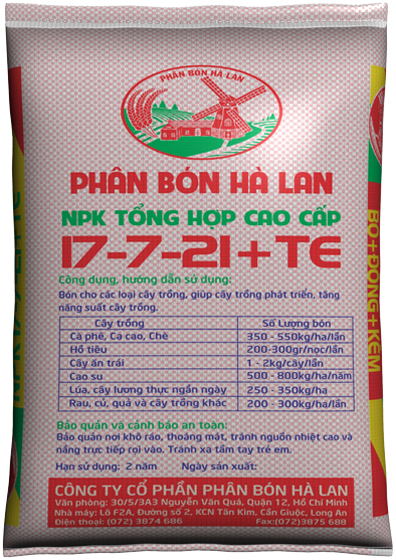 PHÂN BÓN HÀ LAN
PHÂN BÓN HÀ LAN
NPK TỔNG HỢP CAO CẤP
17-7-21+TE
Công dụng, hướng dẫn sử dụng:
Bón cho các loại cây trồng, giúp cây trồng phát triển, tăng
năng suất cây trồng.
Cây trồng Số Lượng bón
Cà phê, Ca cao, Chè 350 - 550kg/ha/lần
Hồ tiêu 200-300gr/nọc/lần
Cây ăn trái 1 - 2kg/cây/lần
Cao su 500 - 800kg/ha/năm
Lúa, cây lương thực ngắn ngày 250 - 350kg/ha
Rau, củ, quả và cây trồng khác 200 - 300kg/ha/lần
Bảo quản và cảnh báo an toàn:
Bảo quản nơi khô ráo, thoáng mát, tránh nguồn nhiệt cao và
nắng trực tiếp rọi vào. Tránh xa tầm tay trẻ em.
Hạn sử dụng: 2 năm Ngày sản xuất:
CÔNG TY CỔ PHẦN PHÂN BÓN HÀ LAN
Văn phòng: 30/5/3A3 Nguyễn Văn Quá, Quận 12, Hồ Chí Minh
Nhà máy: Lô F2A, Đường số 2, KCN Tân Kim, Cần Giuộc, Long An
Điện thoại: (072) 3874 686 Fax:(072)3875 688
NPK 17-7-21+TE
BO+ĐỒNG+KẼM